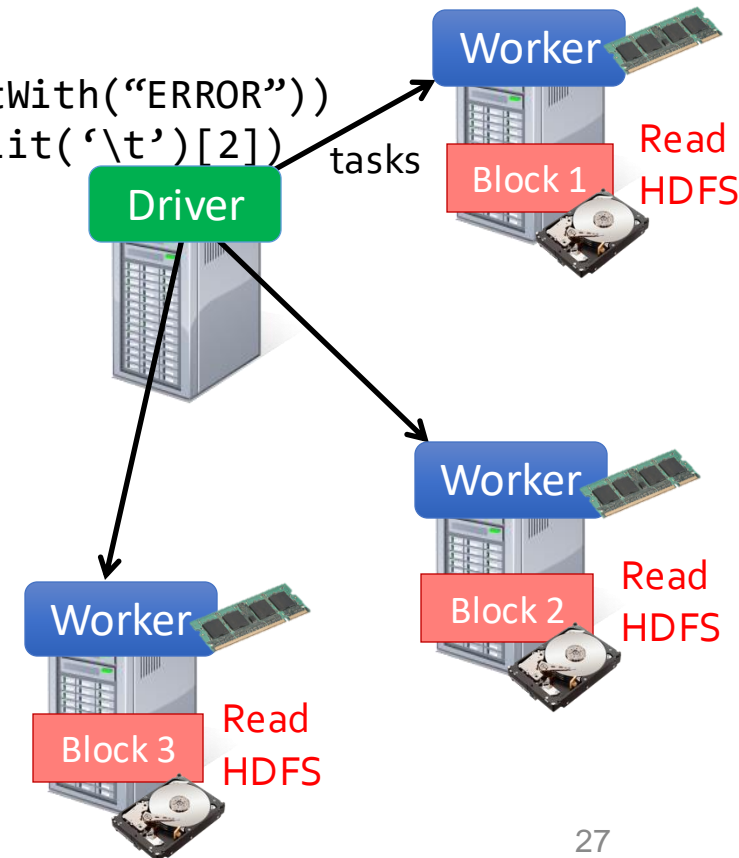 Worker
tWith(“ERROR”))
lit(‘\t’)[2])
tasks
Read
HDFS
Block 1
Driver
Worker
Read
HDFS
Block 2
Worker
Read
HDFS
Block 3
27